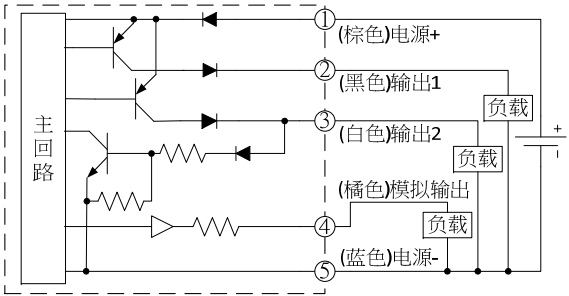 ①
(棕色)电源+
②
(黑色)输出1
负载
③
(白色)输出2
主回路
负载
+
−
(橘色)模拟输出
④
负载
⑤
(蓝色)电源-